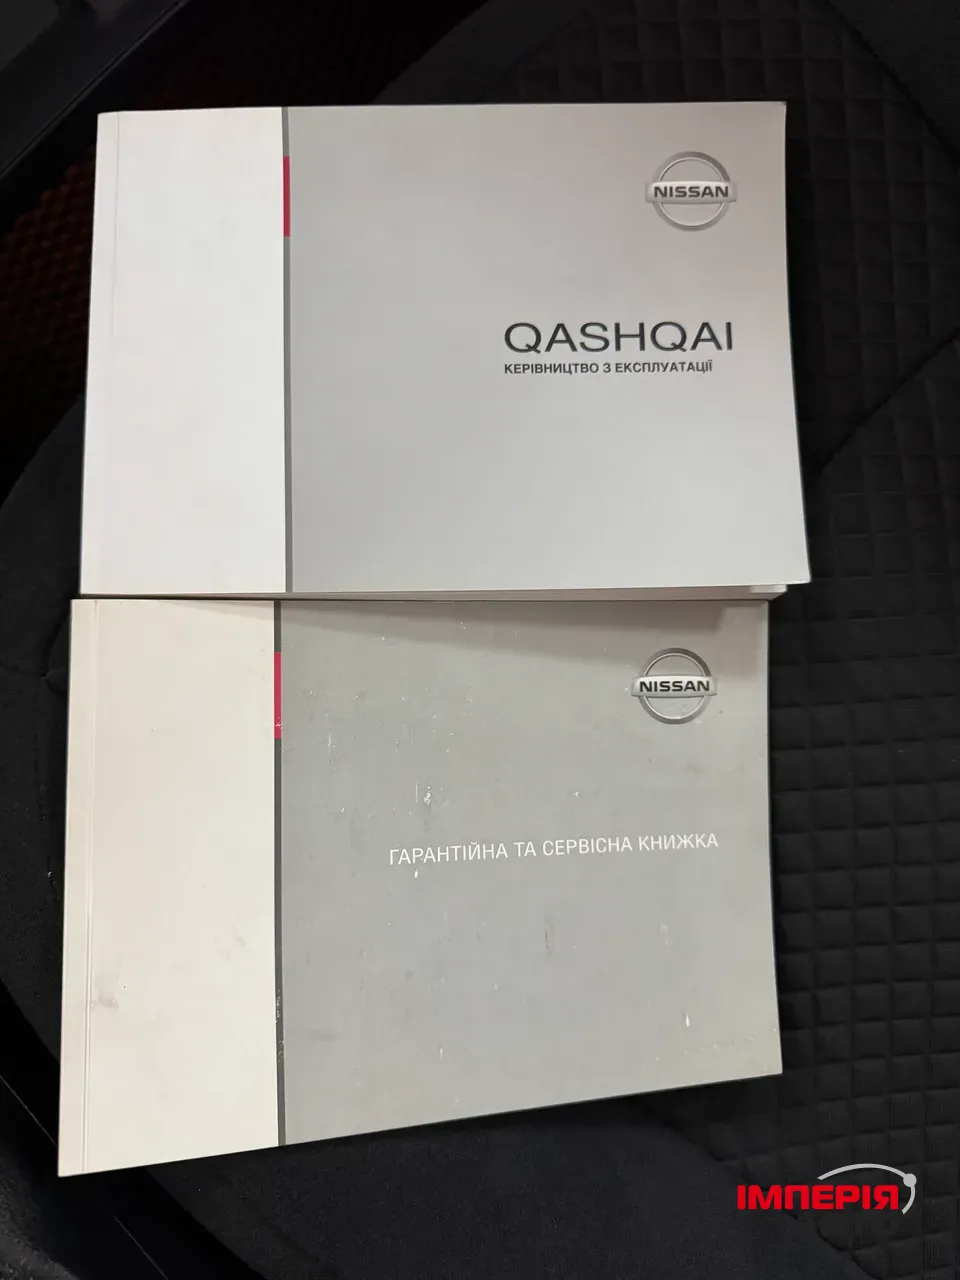 NISSAN
QASHQAI
КЕРІВНИЦТВО З ЕКСПЛУАТАЦІЇ
NISSAN
ГАРАНТІЙНА ТА СЕРВІСНА КНИЖКА
ІМПЕРІЯ